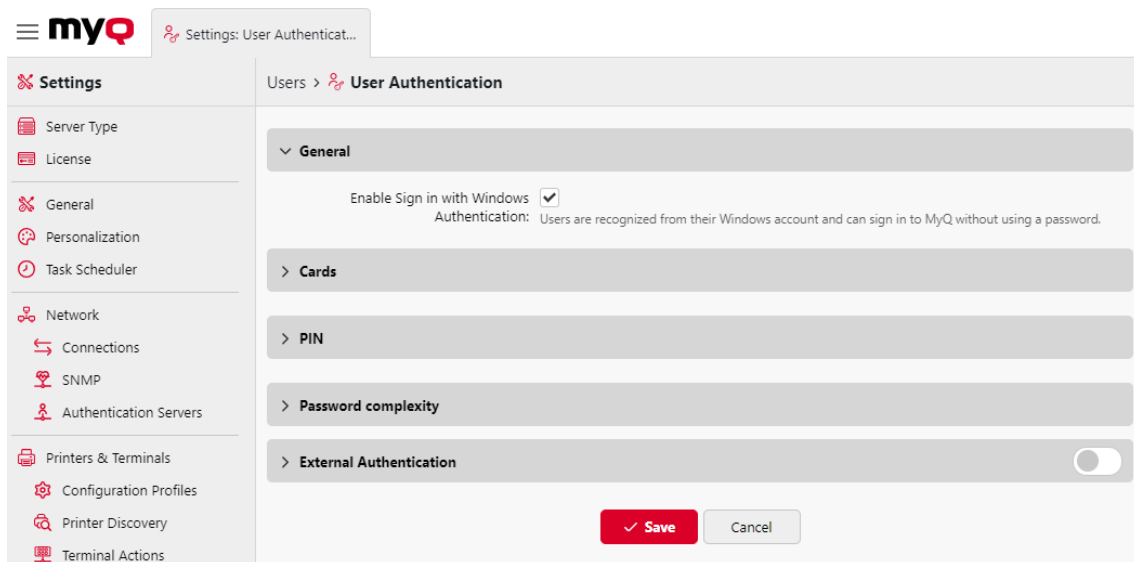 myQ
Settings: User Authenticat...
Settings
Users > User Authentication
Server Type
License
General
Personalization
Task Scheduler
Network
Connections
SNMP
Authentication Servers
Printers & Terminals
Configuration Profiles
Printer Discovery
Terminal Actions
General
Enable Sign in with Windows
Authentication:
Users are recognized from their Windows account and can sign in to MyQ without using a password.
Cards
PIN
Password complexity
External Authentication
Save
Cancel